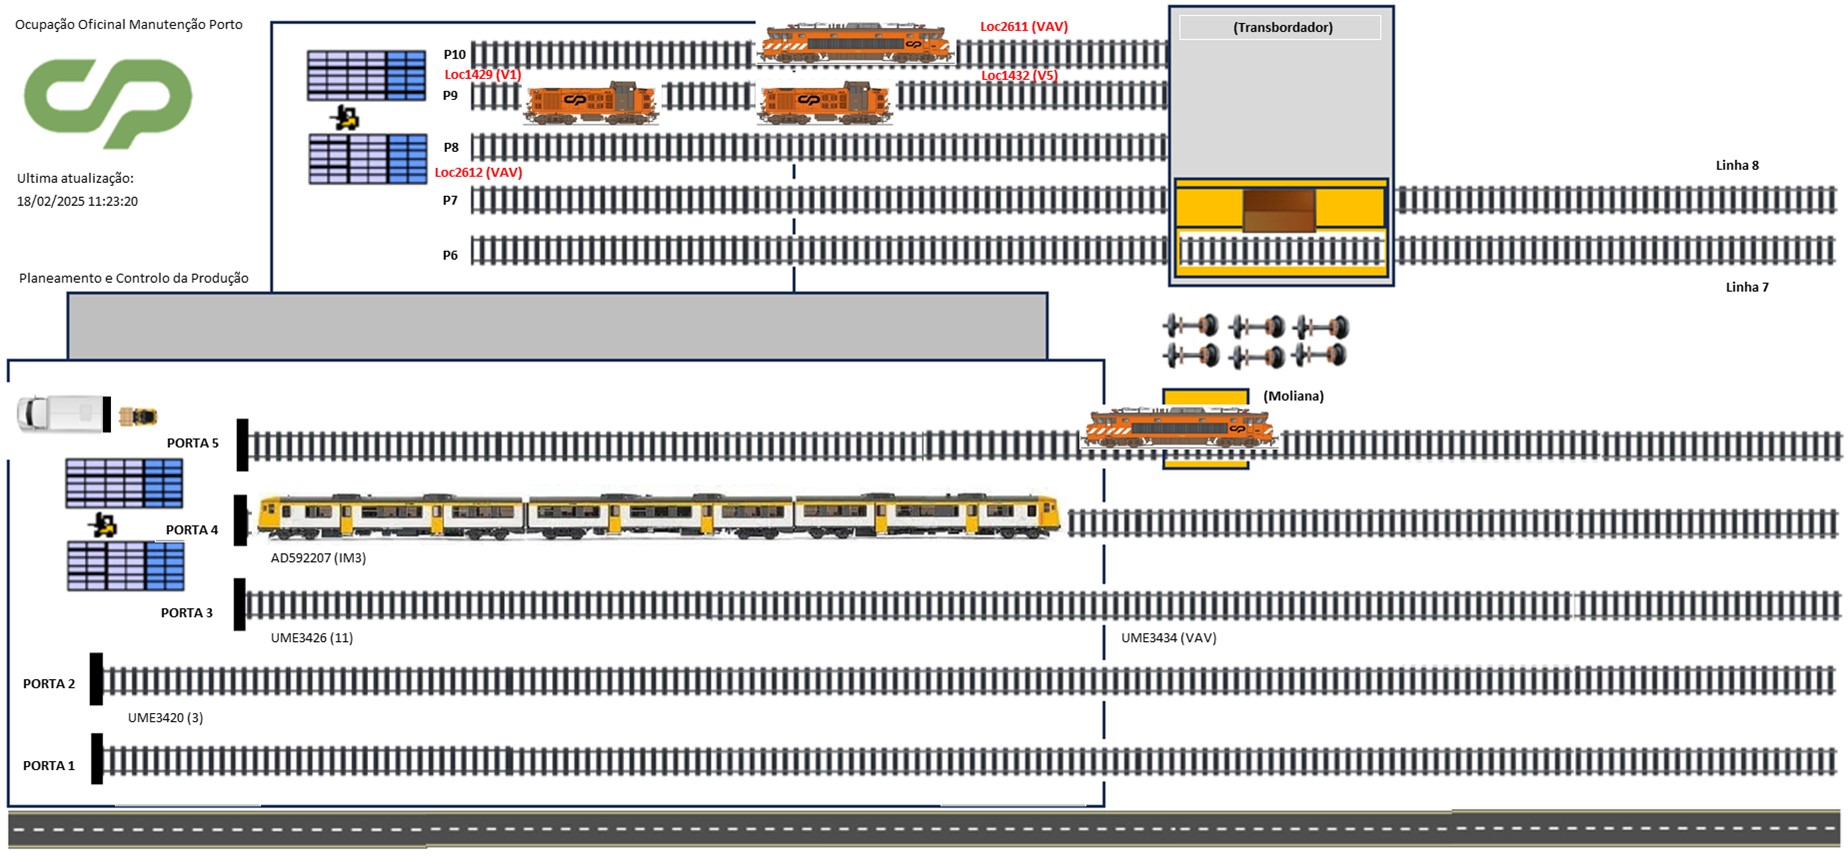 Ocupação Oficinal Manutenção Porto
Loc2611 (VAV)
(Transbordador)
P10
Loc1429 (V1)
Loc1432 (V5)
P9
P8
Loc2612 (VAV)
Linha 8
Ultima atualização:
18/02/2025 11:23:20
P7
P6
Planeamento e Controlo da Produção
Linha 7
(Moliana)
PORTA 5
PORTA 4
AD592207 (IM3)
PORTA 3
UME3426 (11)
UME3434 (VAV)
PORTA 2
UME3420 (3)
PORTA 1